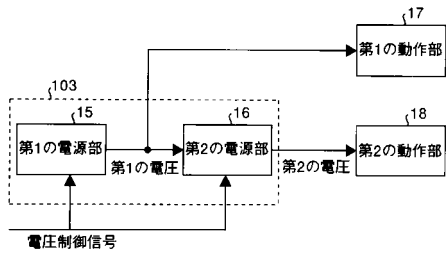 17
第1の動作部
103
15
16
18
第1の電源部
第2の電源部
第2の動作部
第1の電圧
第2の電圧
電圧制御信号